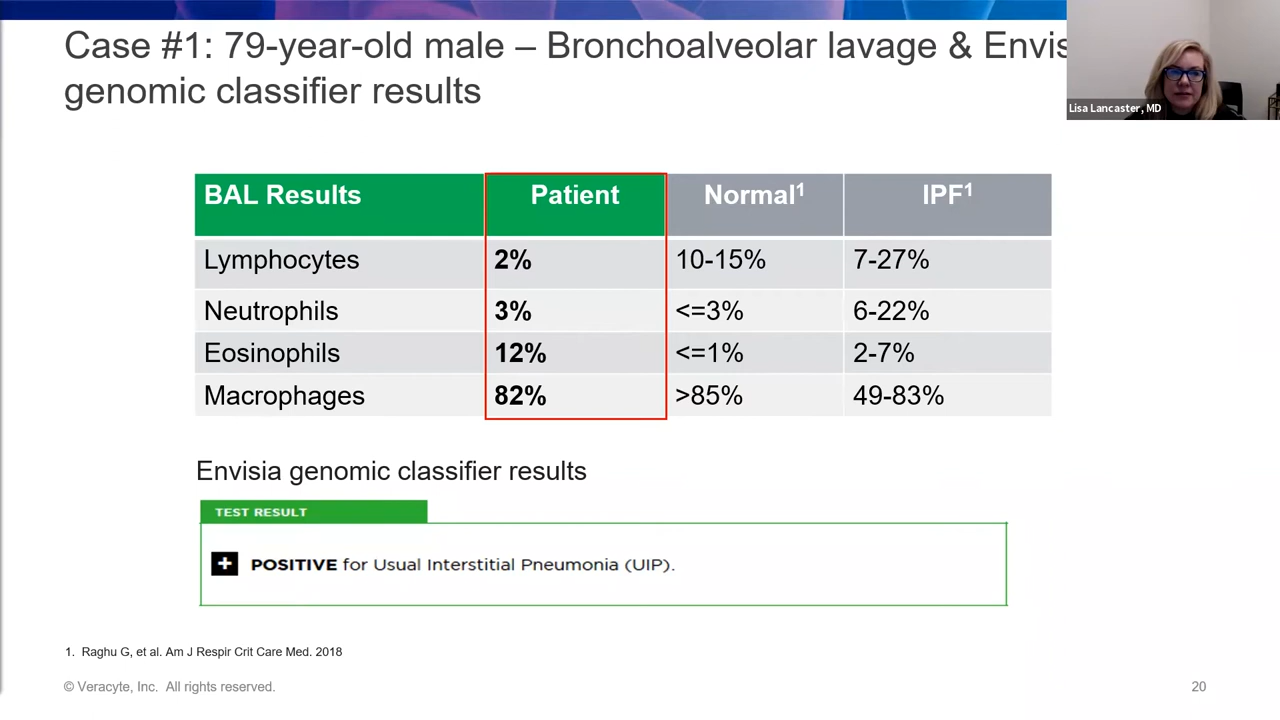 Case #1: 79-year-old male – Bronchoalveolar lavage & Envis
genomic classifier results
Lisa Lancaster, MD
BAL Results Patient Normal¹ IPF¹
Lymphocytes 2% 10-15% 7-27%
Neutrophils 3% <=3% 6-22%
Eosinophils 12% <=1% 2-7%
Macrophages 82% >85% 49-83%
Envisia genomic classifier results
TEST RESULT
+ POSITIVE for Usual Interstitial Pneumonia (UIP).
1. Raghu G, et al. Am J Respir Crit Care Med. 2018
© Veracyte, Inc. All rights reserved. 20